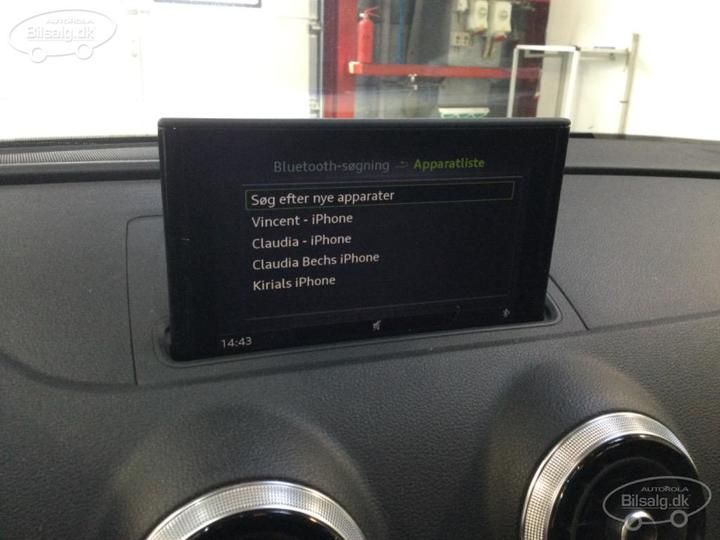 AUTOROLA
Bilsalg.dk
Bluetooth-søgning Apparatliste
Søg efter nye apparater
Vincent - iPhone
Claudia - iPhone
Claudia Bechs iPhone
Kirials iPhone
14:43
AUTOROLA
Bilsalg.dk